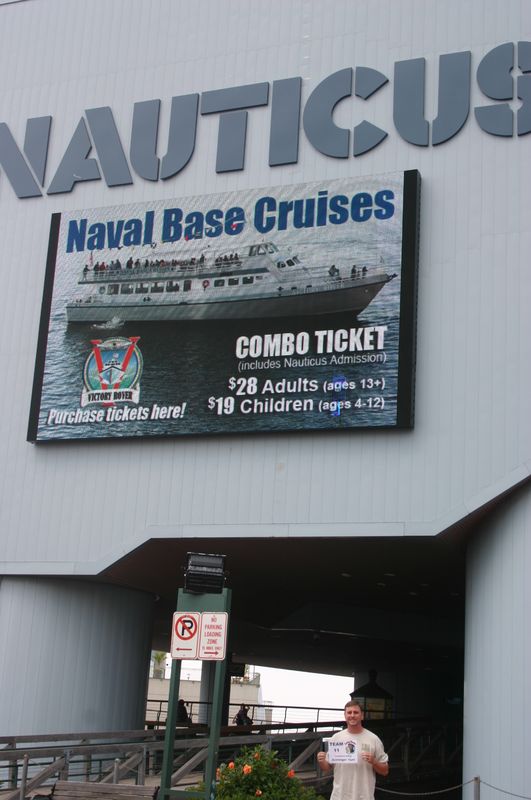 NAUTICUS
Naval Base Cruises
COMBO TICKET
(includes Nauticus Admission)
$28 Adults (ages 13+)
$19 Children (ages 4-12)
VICTORY ROVER
Purchase tickets here!
P
NO
PARKING
LOADING
ZONE
TEAM
11